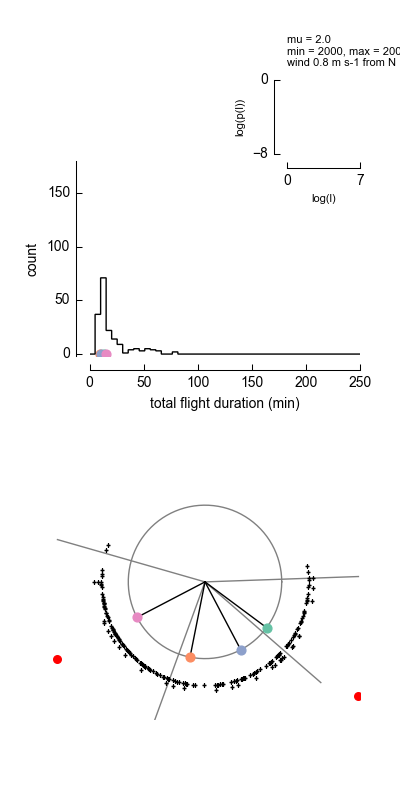 mu = 2.0
min = 2000, max = 200
wind 0.8 m s-1 from N
0
log(p(l))
−8
0 7
log(l)
150
100
50
0
count
0 50 100 150 200 250
total flight duration (min)